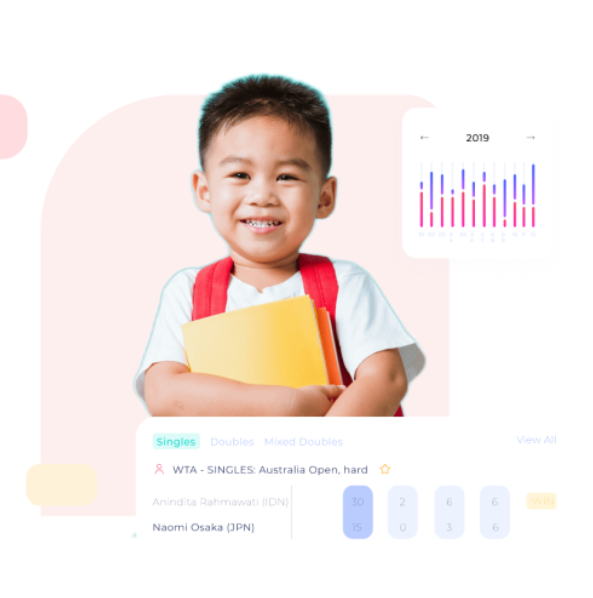 2019
Singles Doubles Mixed Doubles View All
WTA - SINGLES: Australia Open, hard
Anindita Rahmawati (IDN) 30 2 6 6 WIN
Naomi Osaka (JPN) 15 0 3 6